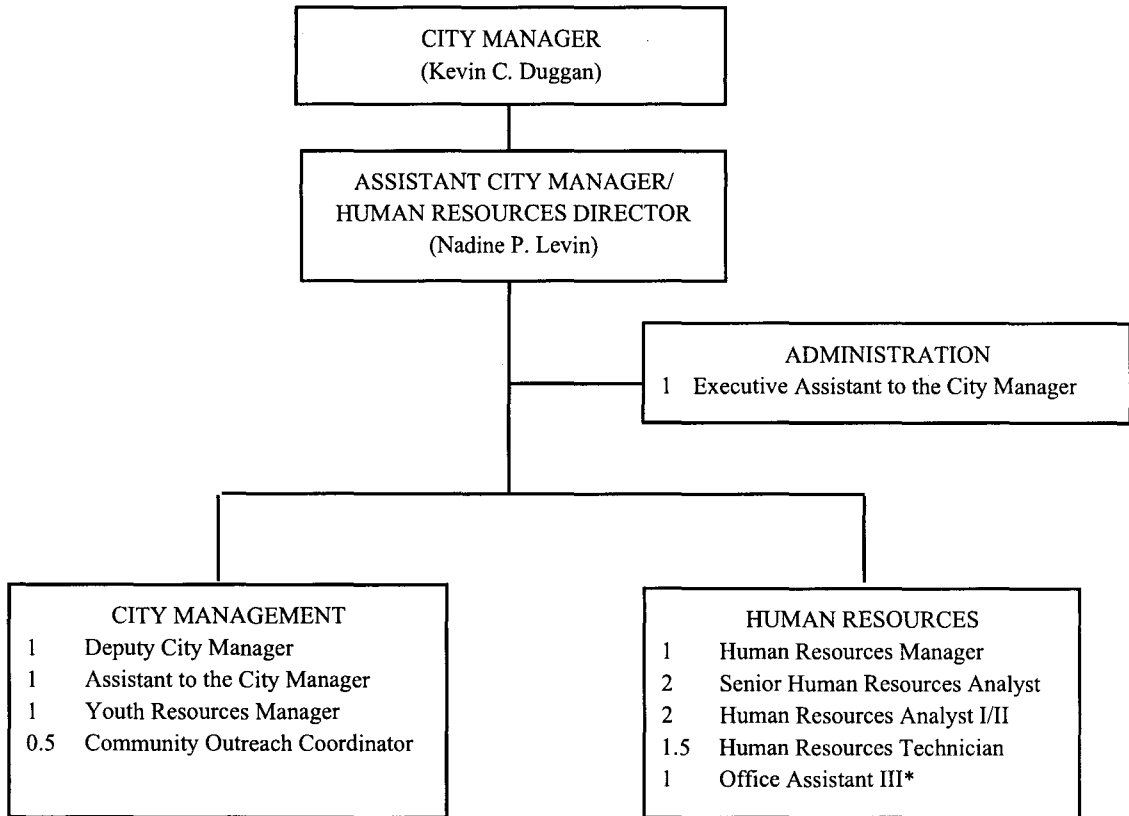 CITY MANAGER
(Kevin C. Duggan)
ASSISTANT CITY MANAGER/
HUMAN RESOURCES DIRECTOR
(Nadine P. Levin)
ADMINISTRATION
1 Executive Assistant to the City Manager
CITY MANAGEMENT
1 Deputy City Manager
1 Assistant to the City Manager
1 Youth Resources Manager
0.5 Community Outreach Coordinator
HUMAN RESOURCES
1 Human Resources Manager
2 Senior Human Resources Analyst
2 Human Resources Analyst I/II
1.5 Human Resources Technician
1 Office Assistant III*